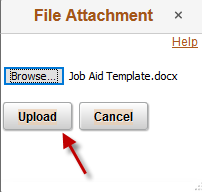 File Attachment ×
Help
Browse... Job Aid Template.docx
Upload Cancel